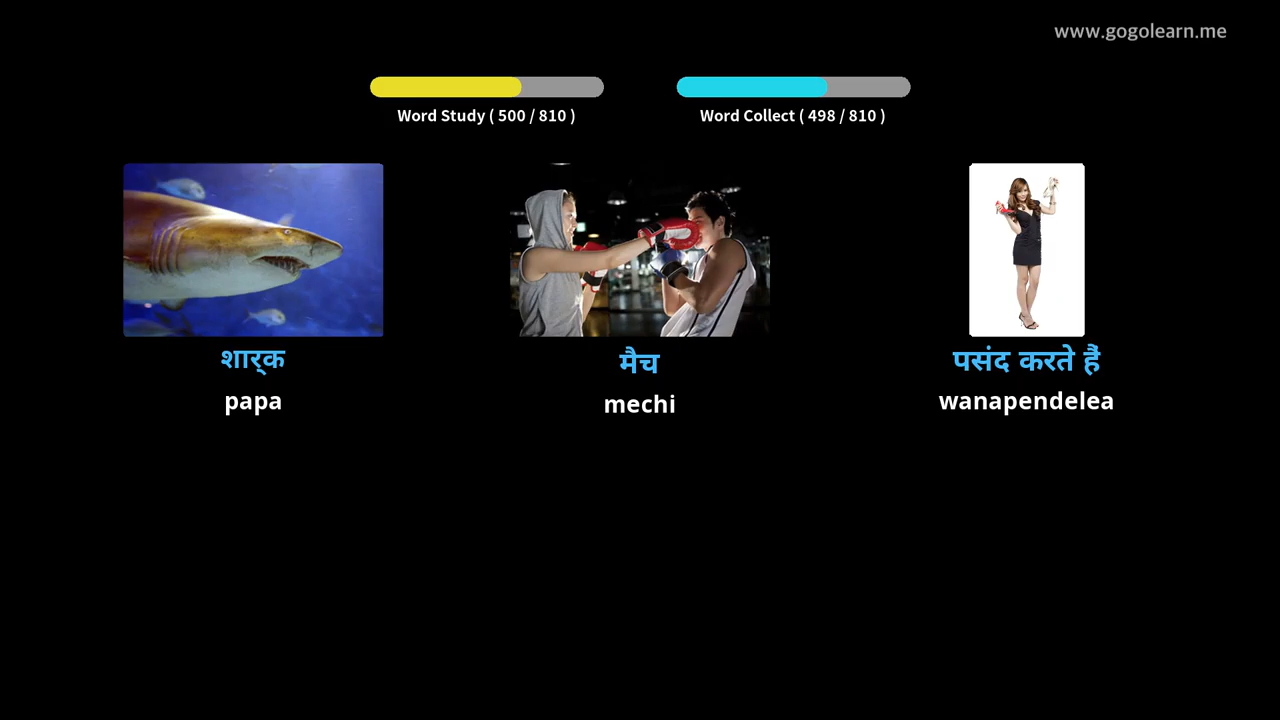 www.gogolearn.me
Word Study ( 500 / 810 )
Word Collect ( 498 / 810 )
शार्‌क
papa
मैच
mechi
पसंद करते हैं
wanapendelea